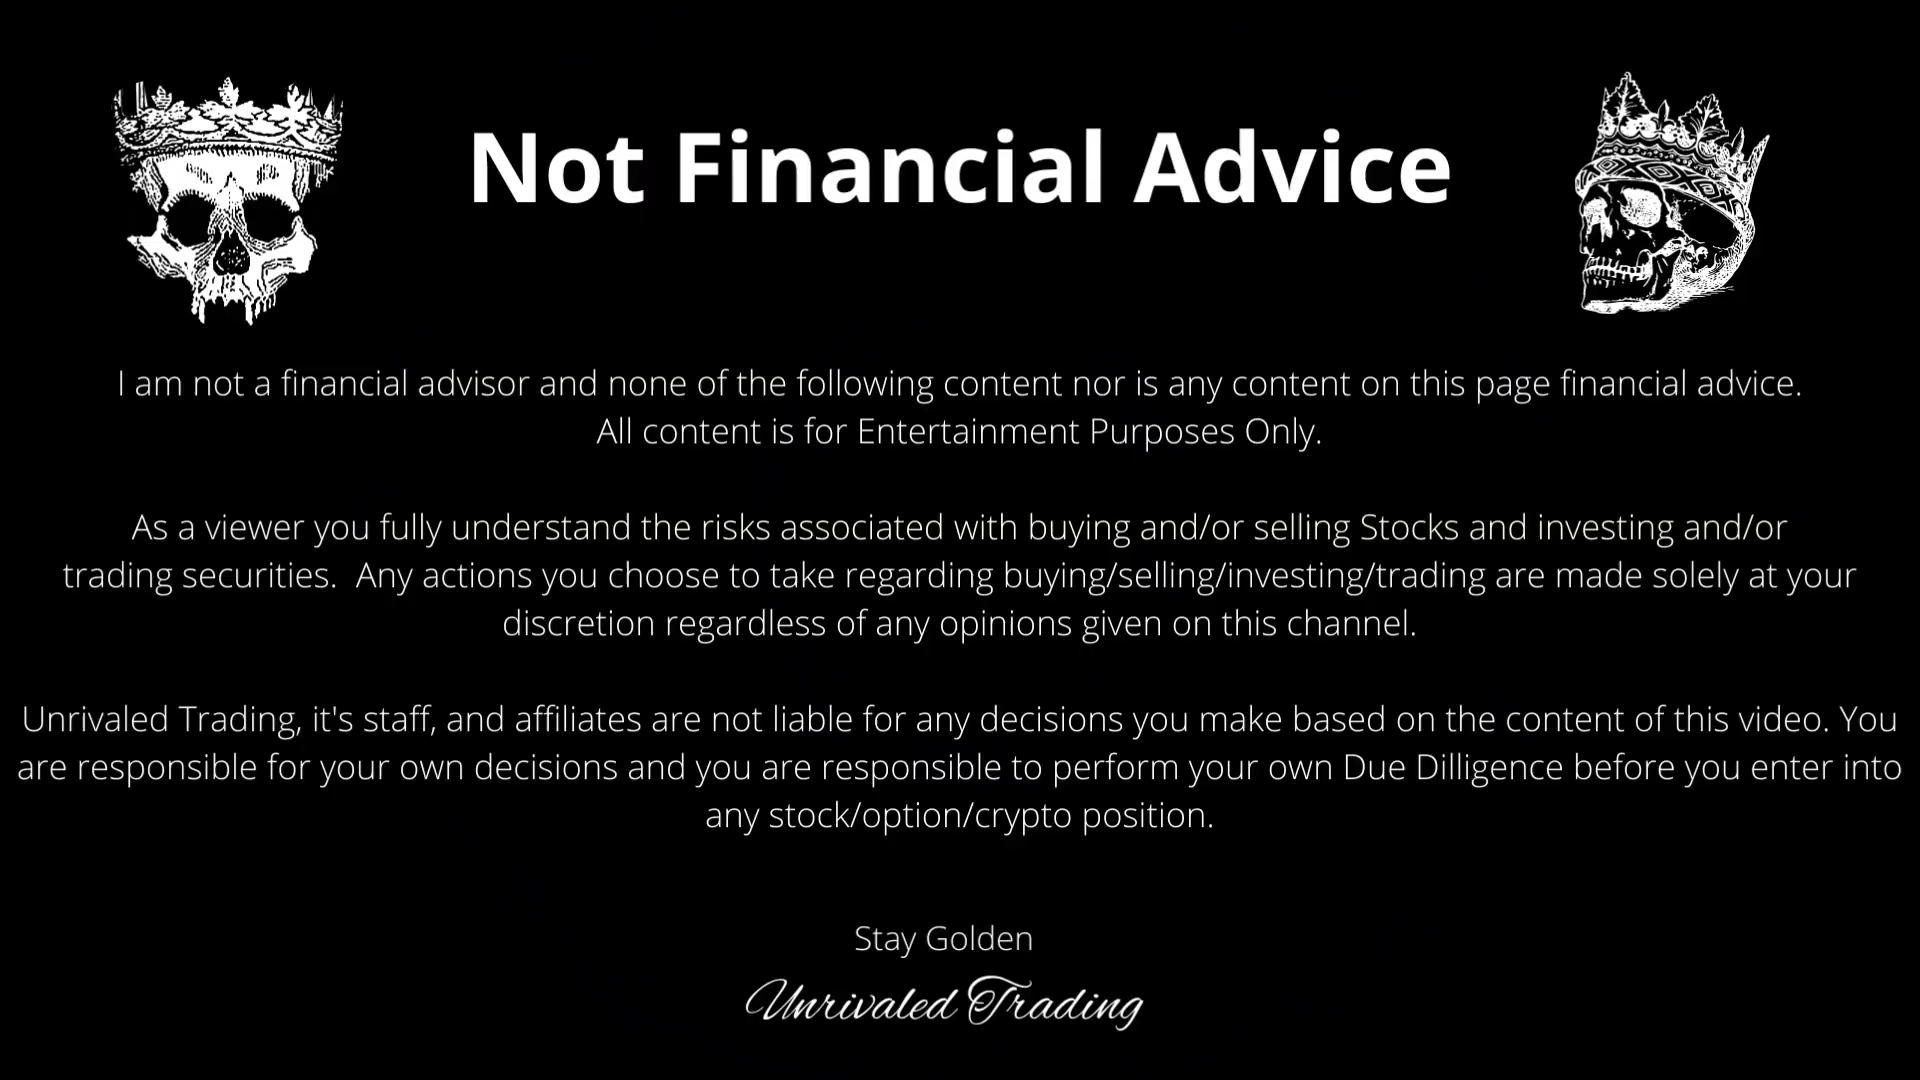 Not Financial Advice
I am not a financial advisor and none of the following content nor is any content on this page financial advice.
All content is for Entertainment Purposes Only.
As a viewer you fully understand the risks associated with buying and/or selling Stocks and investing and/or
trading securities.  Any actions you choose to take regarding buying/selling/investing/trading are made solely at your
discretion regardless of any opinions given on this channel.
Unrivaled Trading, it's staff, and affiliates are not liable for any decisions you make based on the content of this video. You
are responsible for your own decisions and you are responsible to perform your own Due Dilligence before you enter into
any stock/option/crypto position.
Stay Golden
Unrivaled Trading